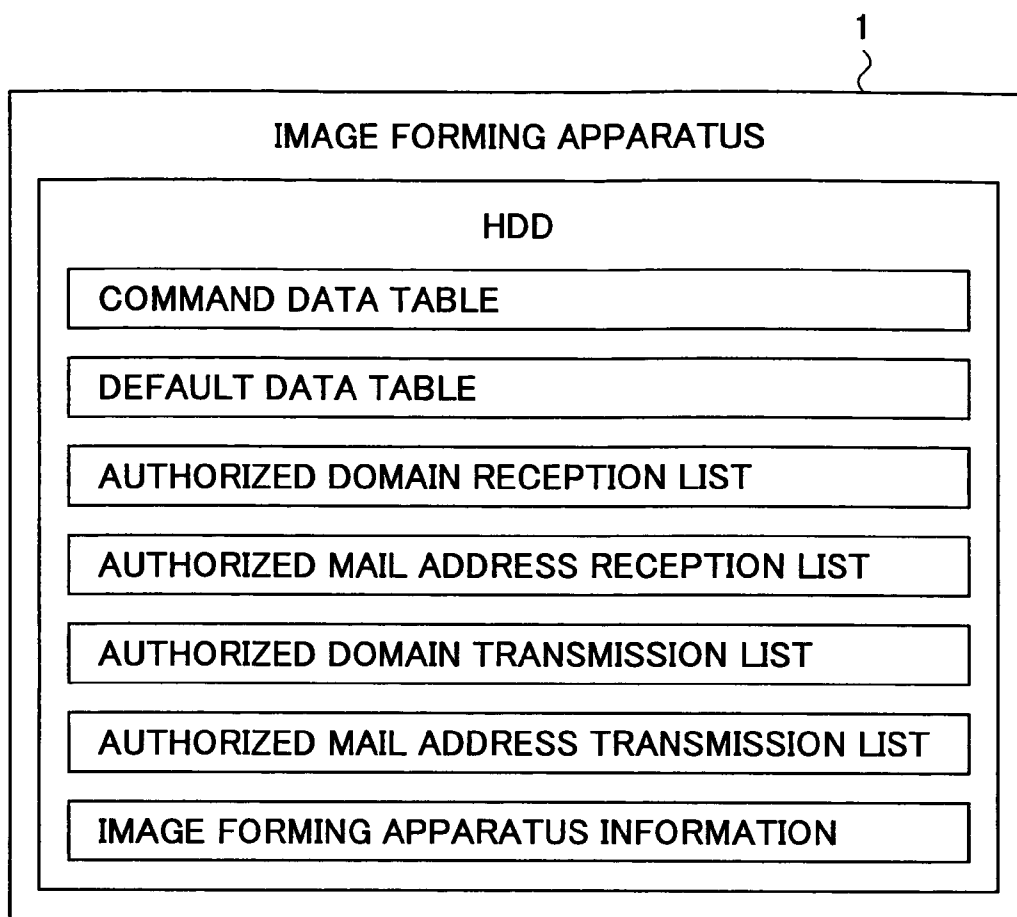 1
IMAGE FORMING APPARATUS
HDD
COMMAND DATA TABLE
DEFAULT DATA TABLE
AUTHORIZED DOMAIN RECEPTION LIST
AUTHORIZED MAIL ADDRESS RECEPTION LIST
AUTHORIZED DOMAIN TRANSMISSION LIST
AUTHORIZED MAIL ADDRESS TRANSMISSION LIST
IMAGE FORMING APPARATUS INFORMATION